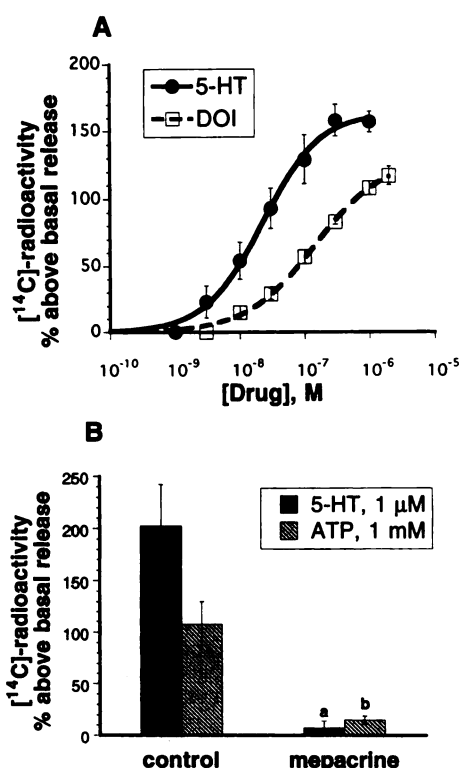 A
[¹⁴C]-radioactivity
% above basal release
200
150
100
50
0
5-HT
DOI
10⁻¹⁰ 10⁻⁹ 10⁻⁸ 10⁻⁷ 10⁻⁶ 10⁻⁵
[Drug], M
B
[¹⁴C]-radioactivity
% above basal release
250
200
150
100
50
0
5-HT, 1 μM
ATP, 1 mM
a b
control mepacrine